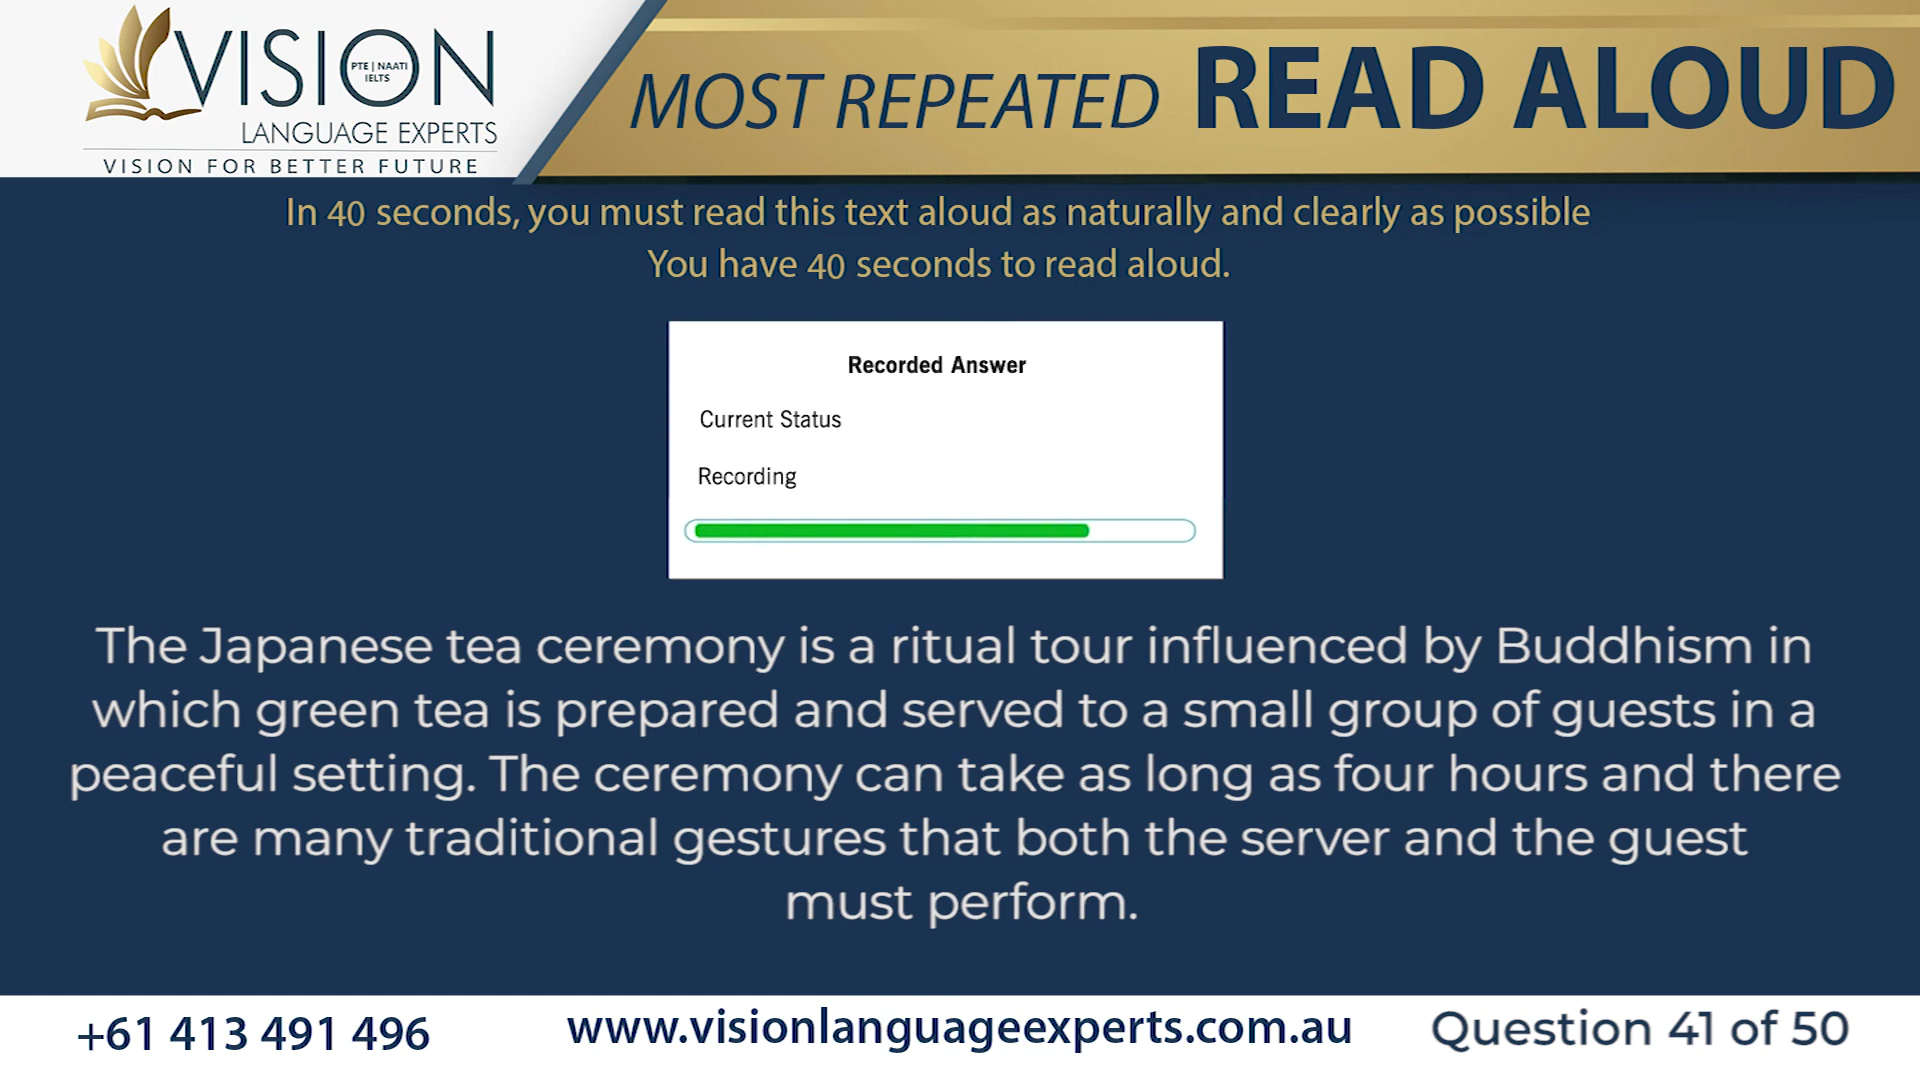 VISION
PTE | NAATI
IELTS
LANGUAGE EXPERTS
VISION FOR BETTER FUTURE
MOST REPEATED READ ALOUD
In 40 seconds, you must read this text aloud as naturally and clearly as possible
You have 40 seconds to read aloud.
Recorded Answer
Current Status
Recording
The Japanese tea ceremony is a ritual tour influenced by Buddhism in
which green tea is prepared and served to a small group of guests in a
peaceful setting. The ceremony can take as long as four hours and there
are many traditional gestures that both the server and the guest
must perform.
+61 413 491 496
www.visionlanguageexperts.com.au
Question 41 of 50